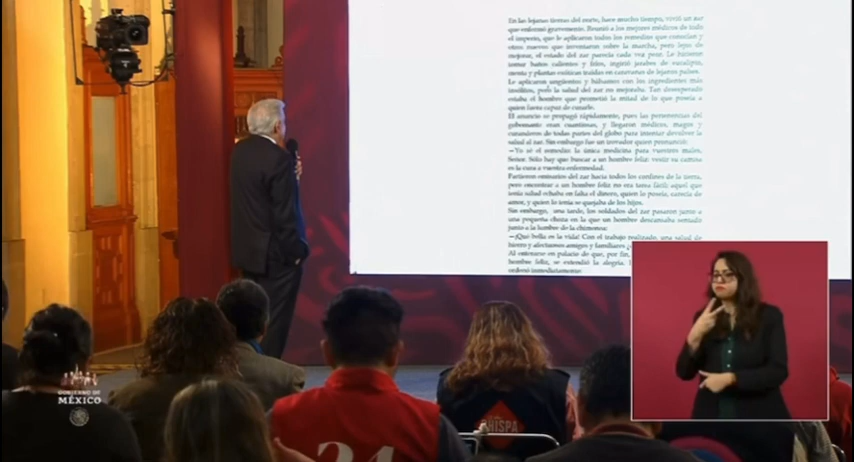 En las lejanas tierras del norte, hace mucho tiempo, vivió un zar
que enfermó gravemente. Reunió a los mejores médicos de todo
el imperio, que le aplicaron todos los remedios que conocían y
otros nuevos que inventaron sobre la marcha, pero lejos de
mejorar, el estado del zar parecía cada vez peor. Le hicieron
tomar baños calientes y fríos, ingirió jarabes de eucalipto,
menta y plantas exóticas traídas en caravanas de lejanos países.
Le aplicaron ungüentos y bálsamos con los ingredientes más
insólitos, pero la salud del zar no mejoraba. Tan desesperado
estaba el hombre que prometió la mitad de lo que poseía a
quien fuera capaz de curarle.
El anuncio se propagó rápidamente, pues las pertenencias del
gobernante eran cuantiosas, y llegaron médicos, magos y
curanderos de todas partes del globo para intentar devolver la
salud al zar. Sin embargo fue un trovador quien pronunció:
—Yo sé el remedio: la única medicina para vuestros males,
Señor. Sólo hay que buscar a un hombre feliz: vestir su camisa
es la cura a vuestra enfermedad.
Partieron emisarios del zar hacia todos los confines de la tierra,
pero encontrar a un hombre feliz no era tarea fácil: aquel que
tenía salud echaba en falta el dinero, quien lo poseía, carecía de
amor, y quien lo tenía se quejaba de los hijos.
Sin embargo, una tarde, los soldados del zar pasaron junto a
una pequeña choza en la que un hombre descansaba sentado
junto a la lumbre de la chimenea:
—¡Qué bella es la vida! Con el trabajo realizado, una salud de
hierro y afectuosos amigos y familiares ¿
Al enterarse en palacio de que, por fin,
hombre feliz, se extendió la alegría.
ordenó inmediatamente:
GOBIERNO DE
MÉXICO
CHISPA
24